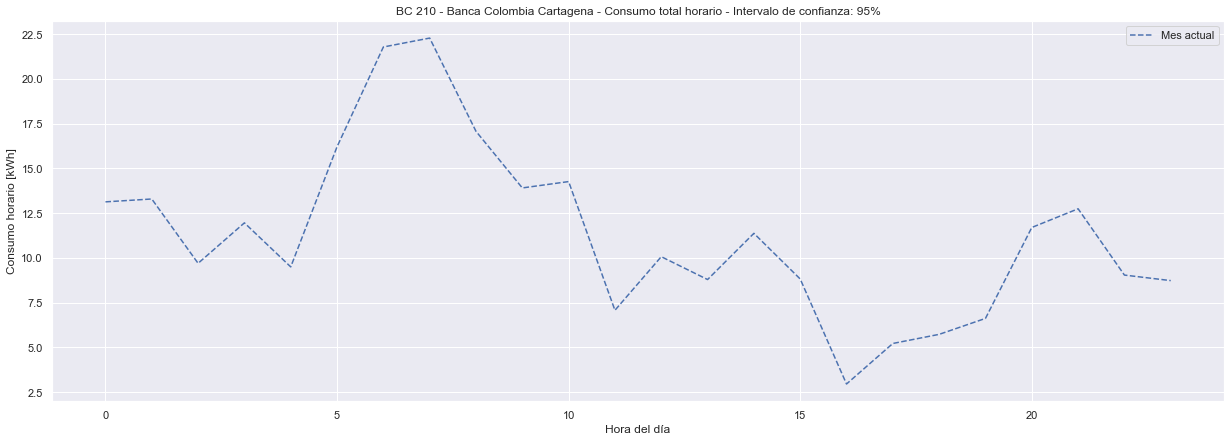 BC 210 - Banca Colombia Cartagena - Consumo total horario - Intervalo de confianza: 95%
Mes actual
22.5
20.0
17.5
15.0
12.5
10.0
7.5
5.0
2.5
Consumo horario [kWh]
0 5 10 15 20
Hora del día